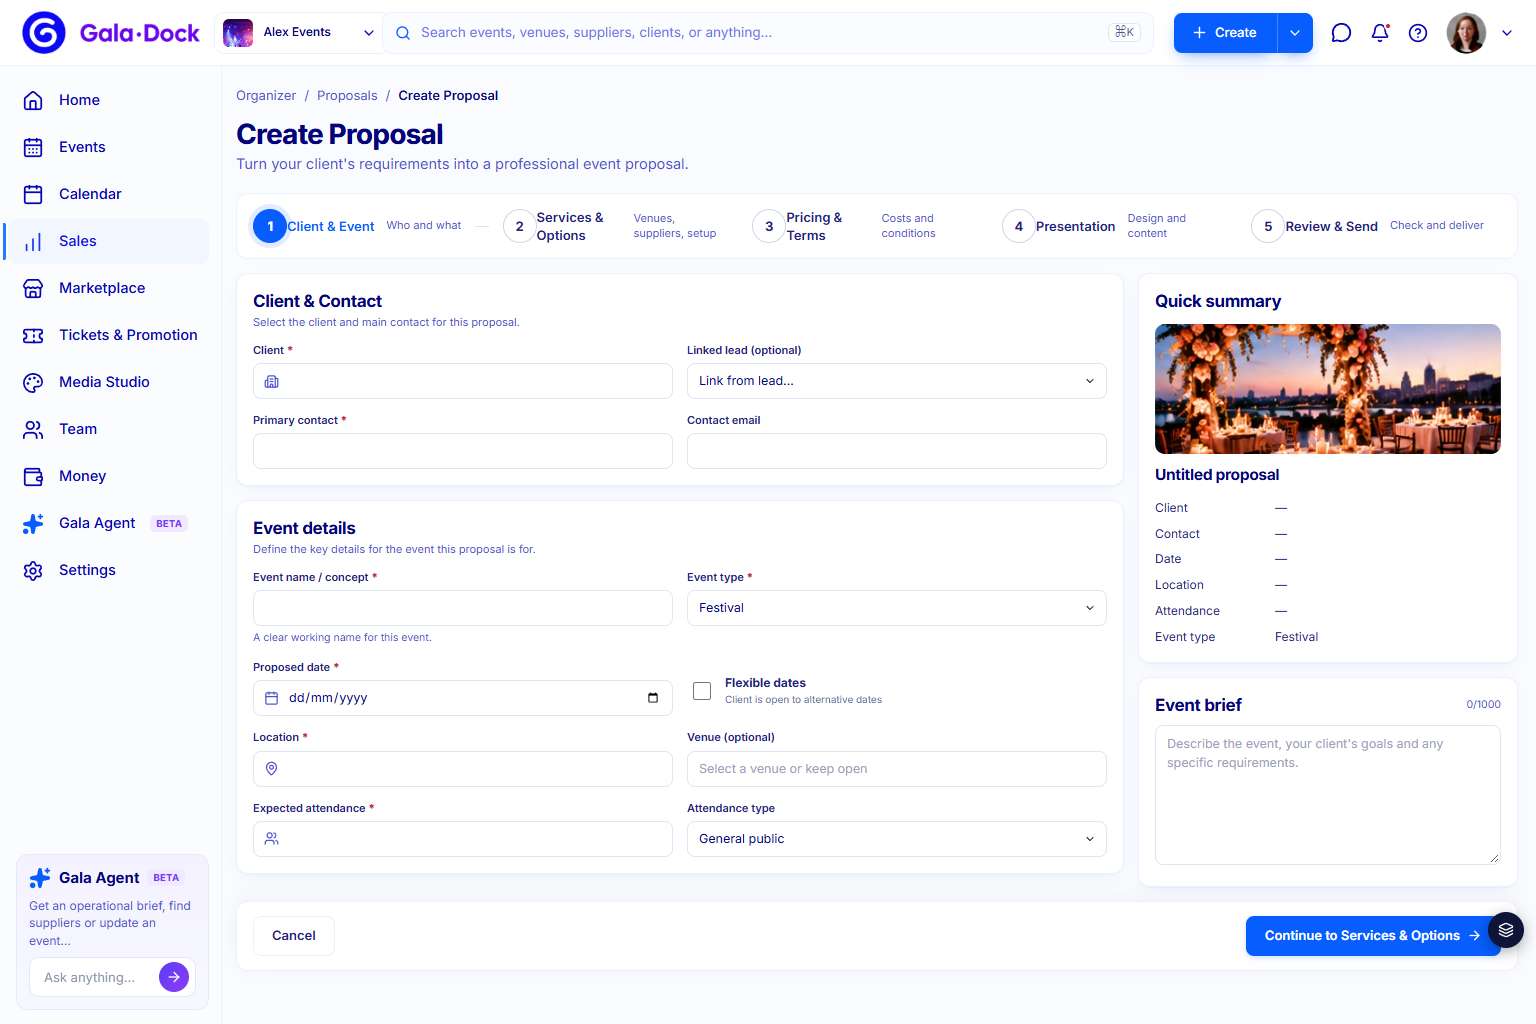 Gala·Dock
Alex Events
Search events, venues, suppliers, clients, or anything...
⌘K
Create
Home
Events
Calendar
Sales
Marketplace
Tickets & Promotion
Media Studio
Team
Money
Gala Agent BETA
Settings
Gala Agent BETA
Get an operational brief, find
suppliers or update an
event...
Ask anything...
Organizer / Proposals / Create Proposal
Create Proposal
Turn your client's requirements into a professional event proposal.
1 Client & Event Who and what
2 Services &
Options
Venues,
suppliers, setup
3 Pricing &
Terms
Costs and
conditions
4 Presentation
Design and
content
5 Review & Send Check and deliver
Client & Contact
Select the client and main contact for this proposal.
Client *
Linked lead (optional)
Link from lead...
Primary contact *
Contact email
Event details
Define the key details for the event this proposal is for.
Event name / concept *
A clear working name for this event.
Event type *
Festival
Proposed date *
dd/mm/yyyy
Flexible dates
Client is open to alternative dates
Location *
Venue (optional)
Select a venue or keep open
Expected attendance *
Attendance type
General public
Quick summary
Untitled proposal
Client —
Contact —
Date —
Location —
Attendance —
Event type Festival
Event brief 0/1000
Describe the event, your client's goals and any
specific requirements.
Cancel
Continue to Services & Options →